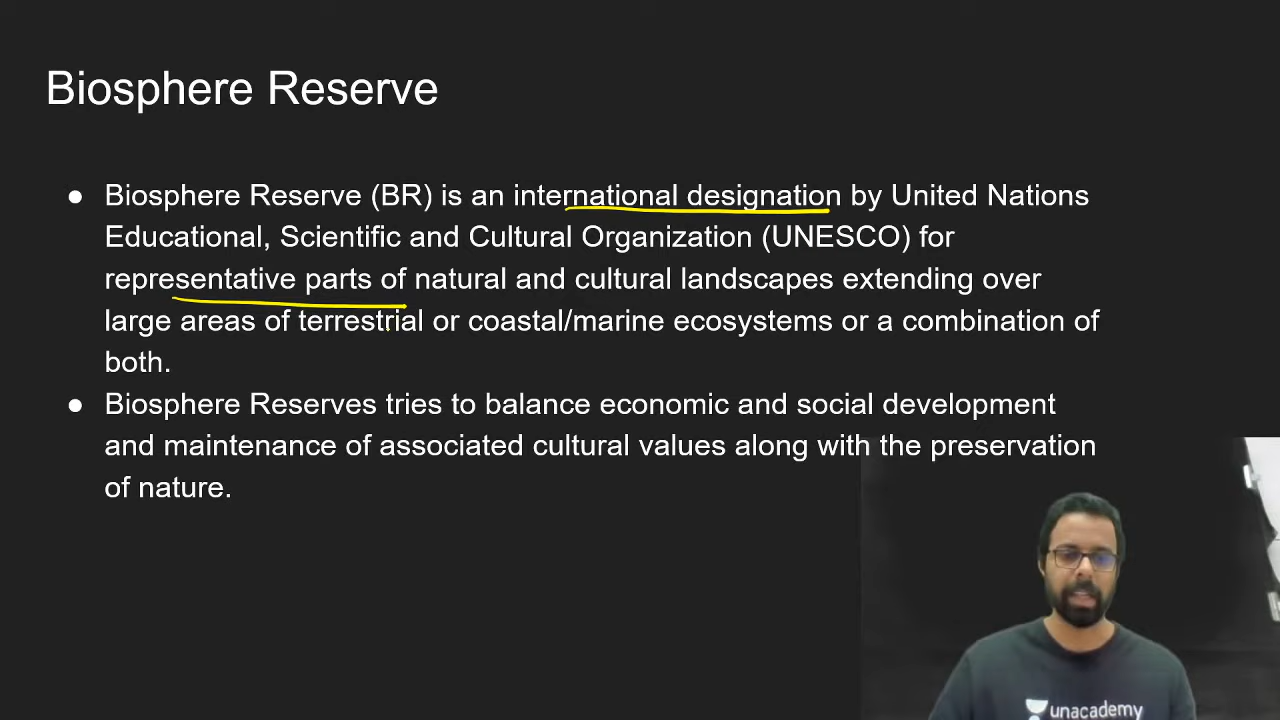 Biosphere Reserve
● Biosphere Reserve (BR) is an international designation by United Nations
Educational, Scientific and Cultural Organization (UNESCO) for
representative parts of natural and cultural landscapes extending over
large areas of terrestrial or coastal/marine ecosystems or a combination of
both.
● Biosphere Reserves tries to balance economic and social development
and maintenance of associated cultural values along with the preservation
of nature.
unacademy